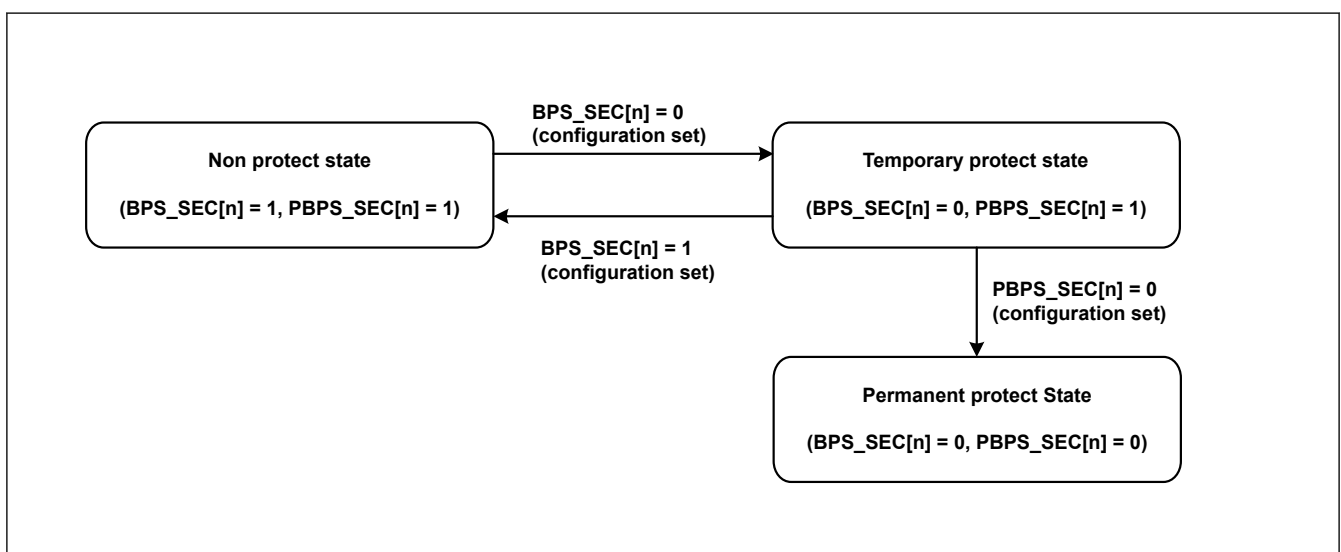 BPS_SEC[n] = 0
(configuration set)
Non protect state
(BPS_SEC[n] = 1, PBPS_SEC[n] = 1)
Temporary protect state
(BPS_SEC[n] = 0, PBPS_SEC[n] = 1)
BPS_SEC[n] = 1
(configuration set)
PBPS_SEC[n] = 0
(configuration set)
Permanent protect State
(BPS_SEC[n] = 0, PBPS_SEC[n] = 0)